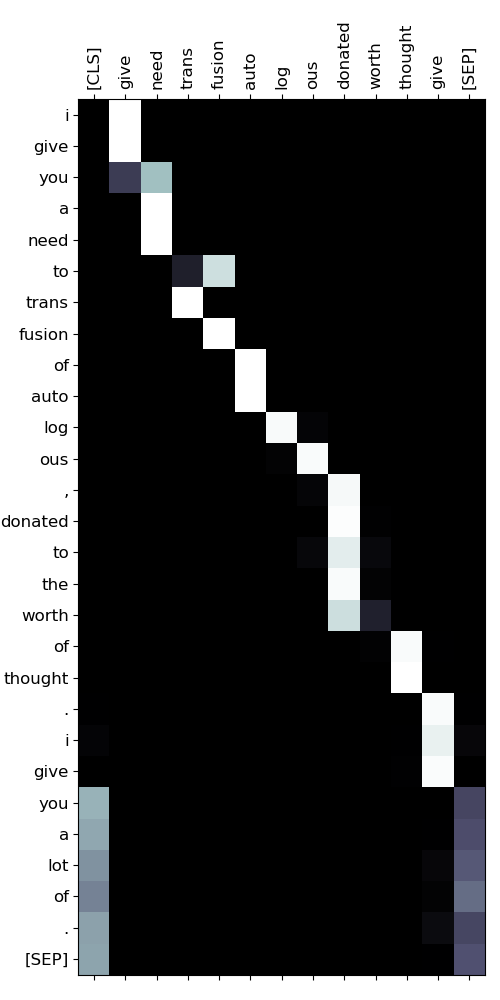 [CLS] give need trans fusion auto log ous donated worth thought give [SEP]
i
give
you
a
need
to
trans
fusion
of
auto
log
ous
,
donated
to
the
worth
of
thought
.
i
give
you
a
lot
of
.
[SEP]